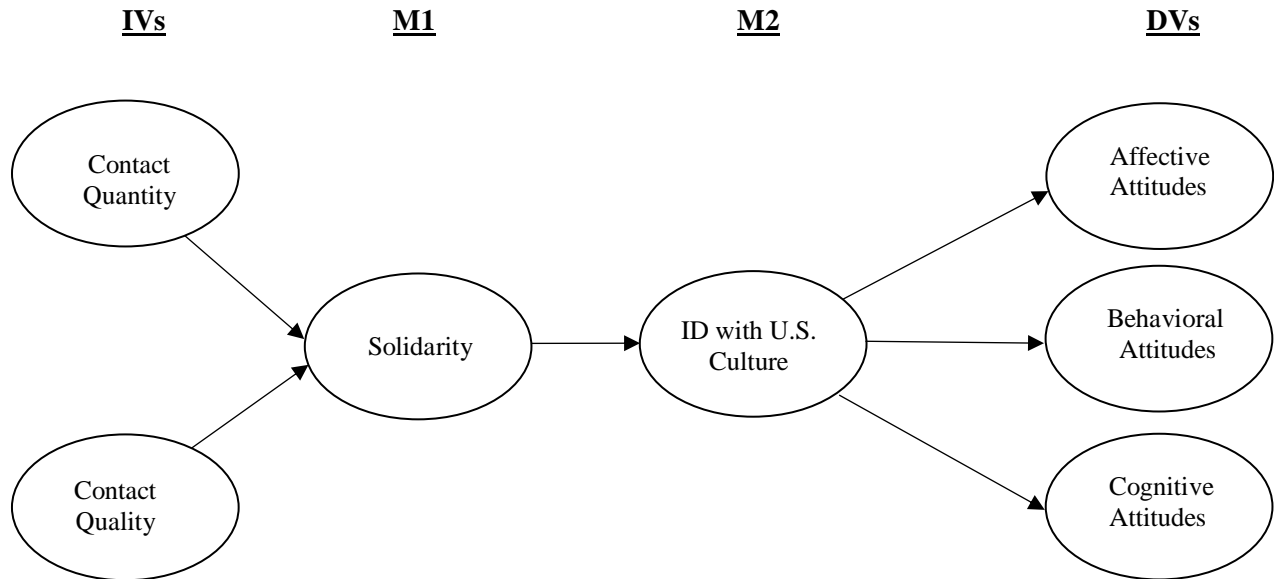 IVs M1 M2 DVs
Contact
Quantity
Affective
Attitudes
Solidarity
ID with U.S.
Culture
Behavioral
Attitudes
Contact
Quality
Cognitive
Attitudes